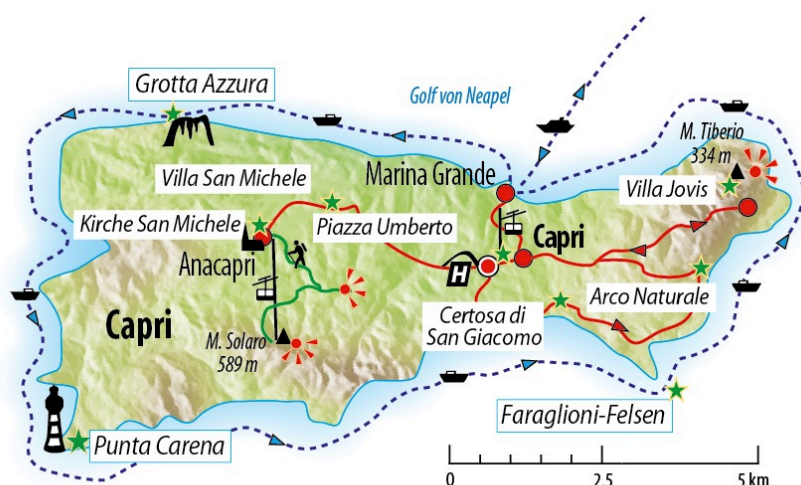 Grotta Azzura
Golf von Neapel
M. Tiberio
334 m
Villa San Michele
Marina Grande
Villa Jovis
Kirche San Michele
Piazza Umberto
Capri
Anacapri
H
Arco Naturale
Certosa di
San Giacomo
Capri
M. Solaro
589 m
Faraglioni-Felsen
Punta Carena
0 2.5 5 km